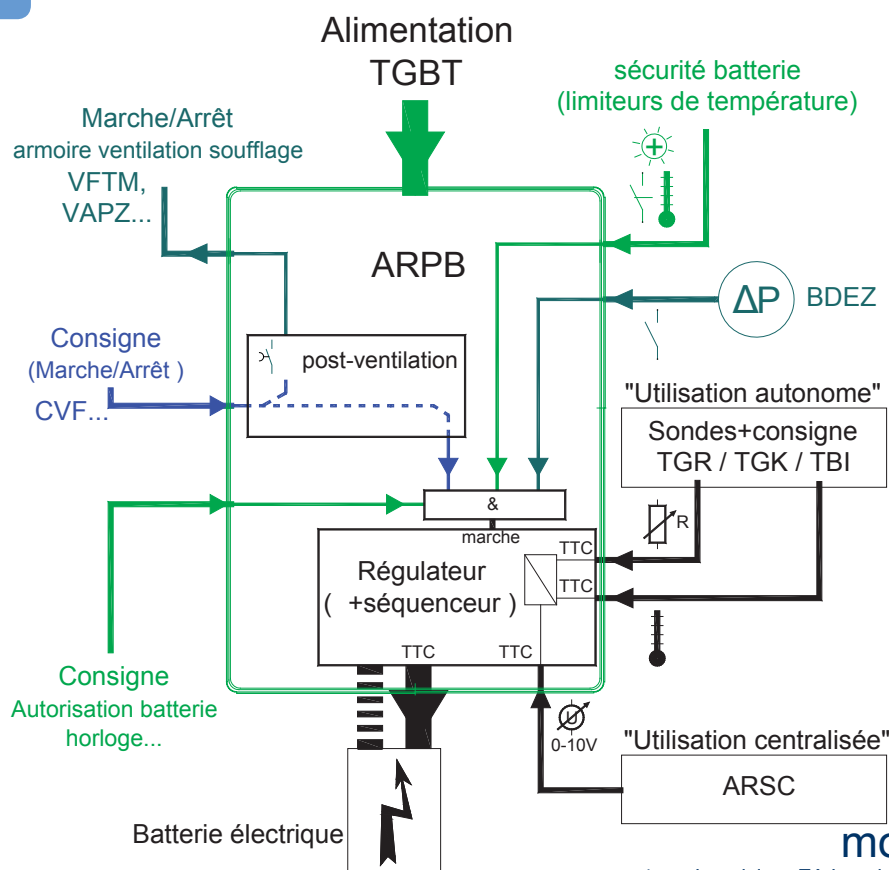 Alimentation
TGBT
sécurité batterie
(limiteurs de température)
Marche/Arrêt
armoire ventilation soufflage
VFTM,
VAPZ...
ARPB
ΔP
BDEZ
Consigne
(Marche/Arrêt )
CVF...
post-ventilation
"Utilisation autonome"
Sondes+consigne
TGR / TGK / TBI
R
&
marche
TTC
TTC
Régulateur
( +séquenceur )
TTC
TTC
Consigne
Autorisation batterie
horloge...
U
0-10V
"Utilisation centralisée"
ARSC
Batterie électrique